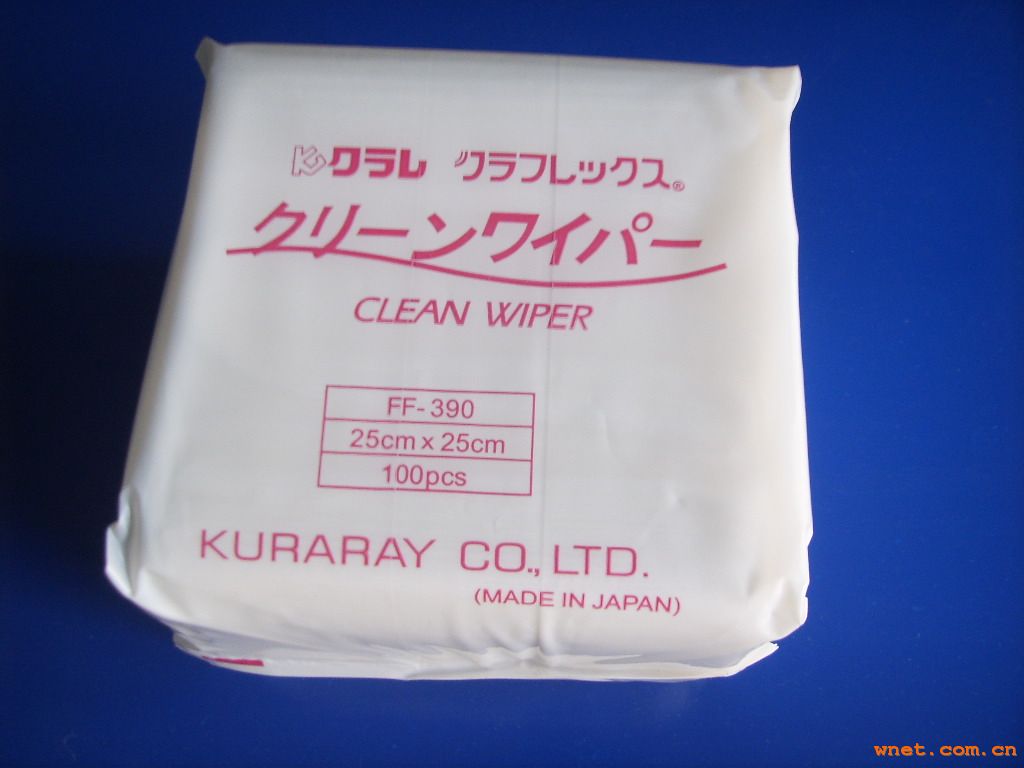 クラレ クラフレックス®
クリーンワイパー
CLEAN WIPER
FF-390
25cm x 25cm
100pcs
KURARAY CO., LTD.
(MADE IN JAPAN)
wnet.com.cn